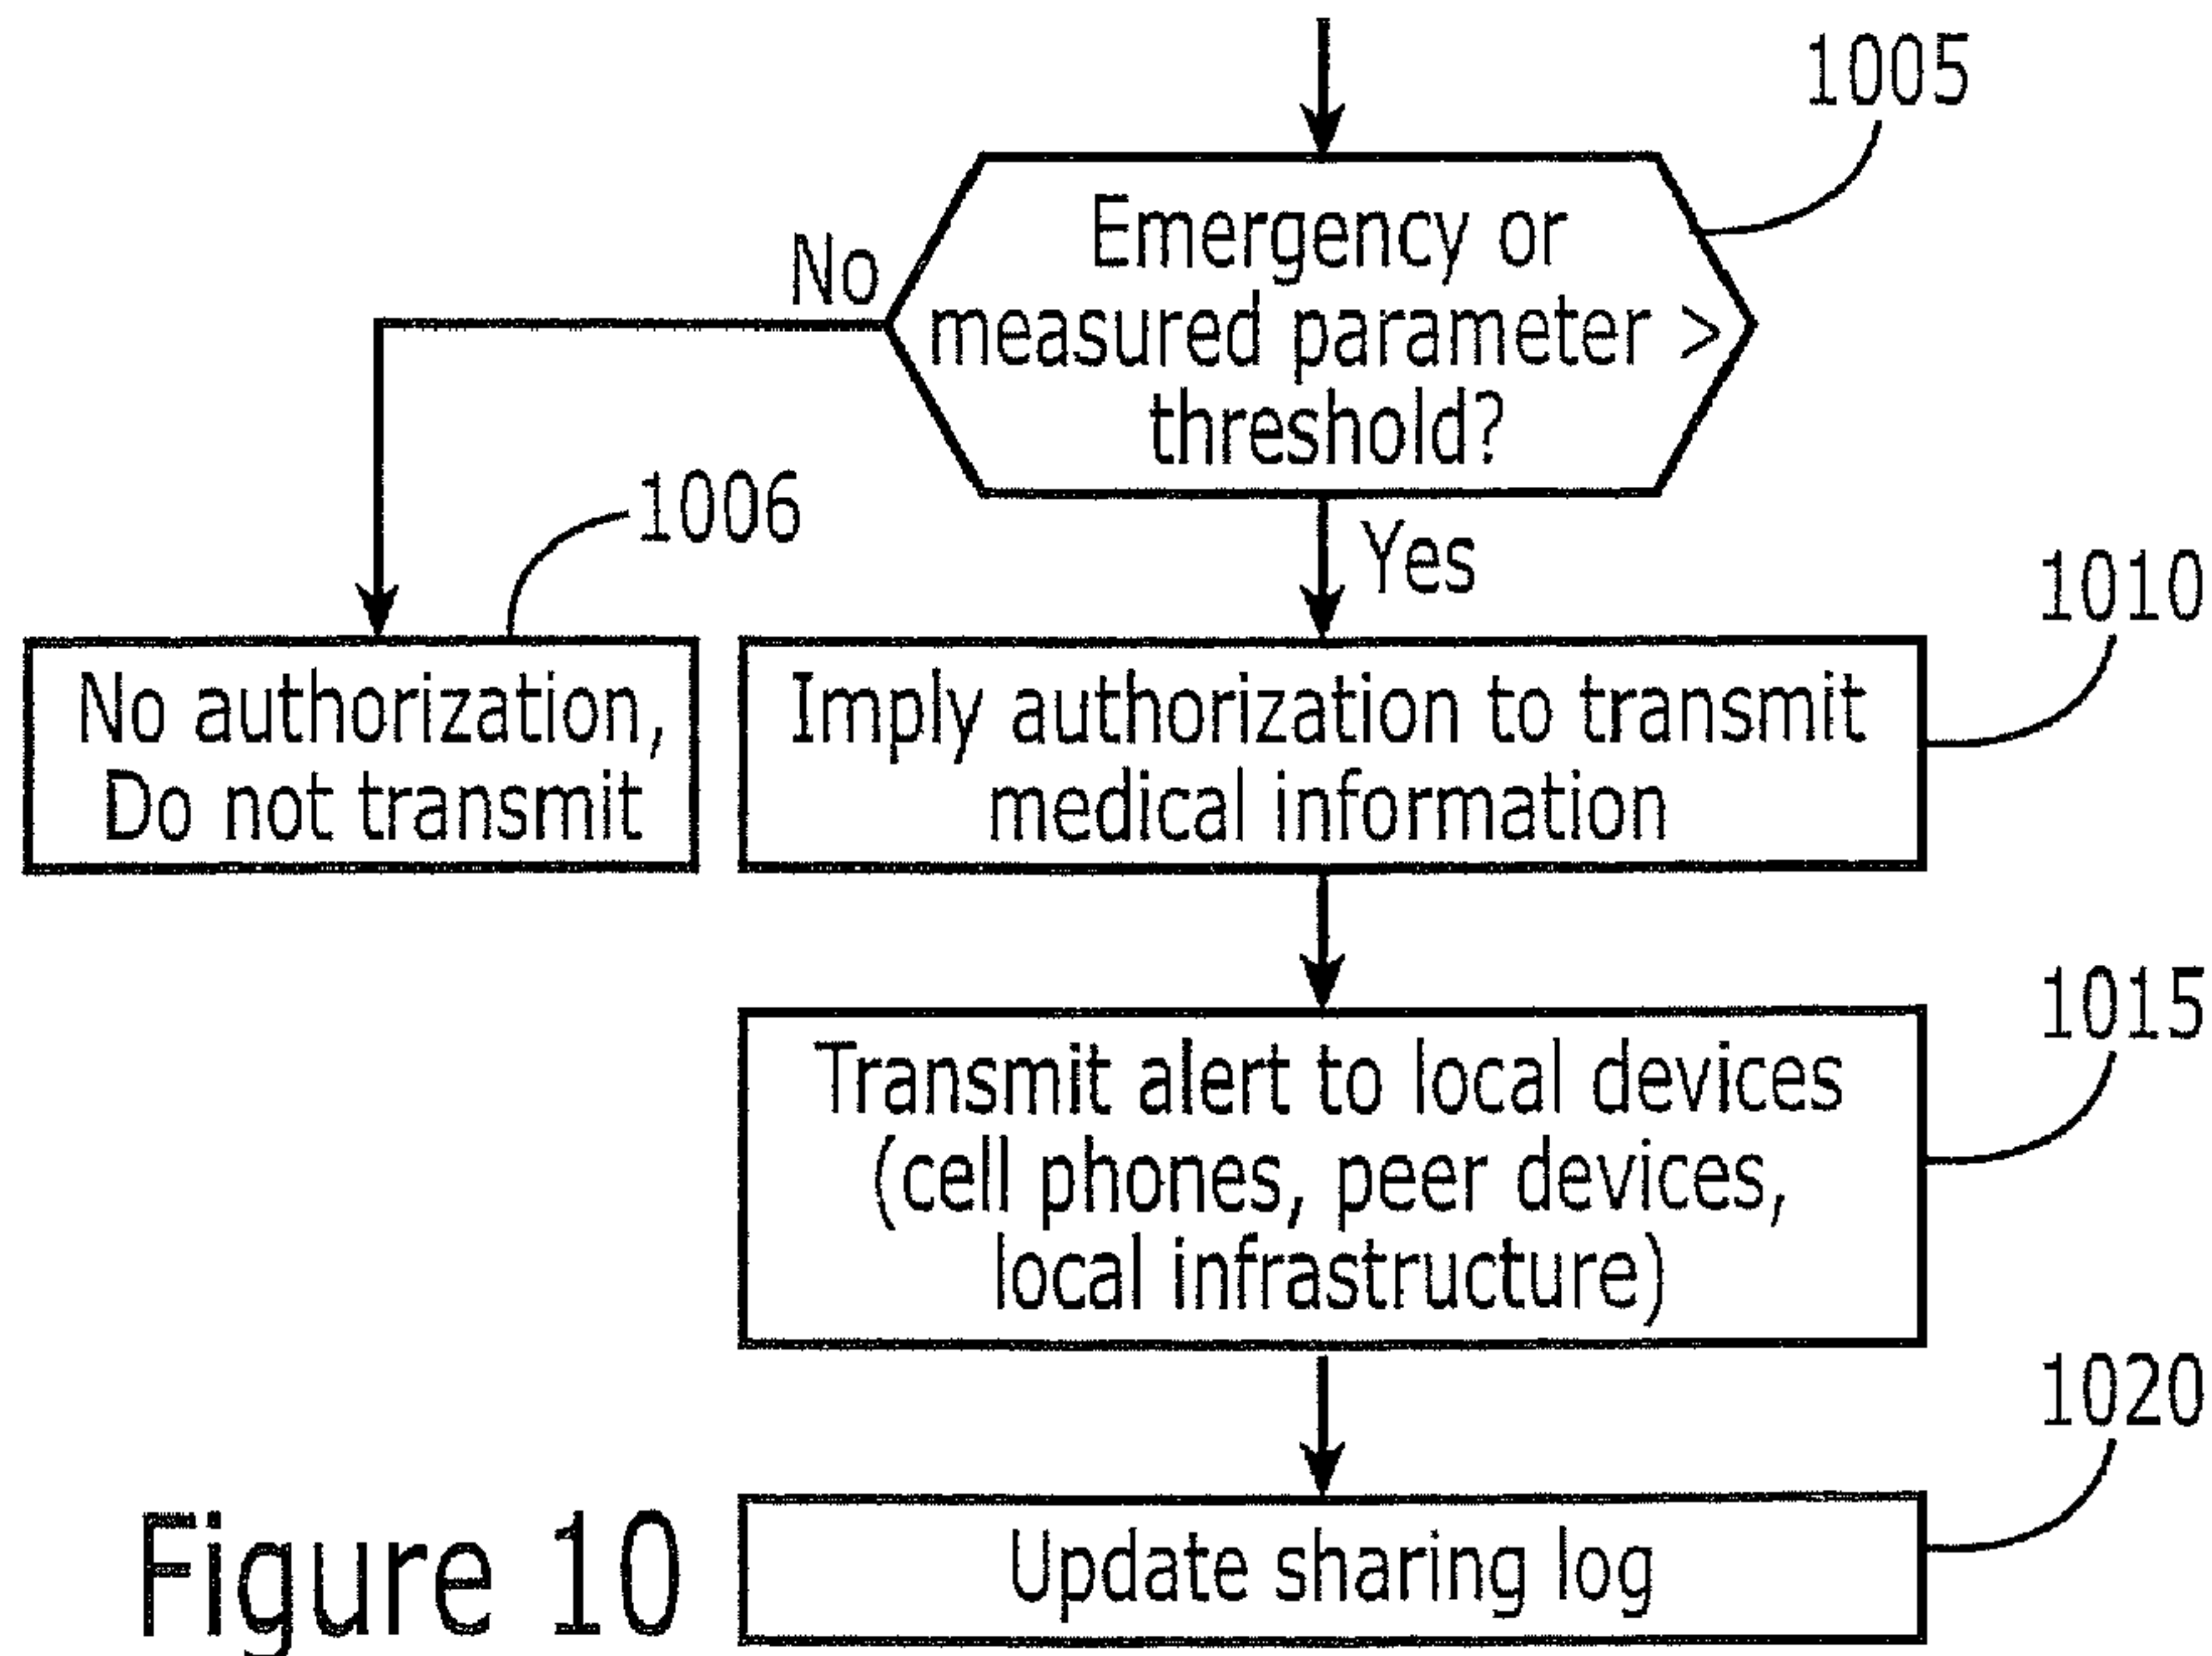 1005
Emergency or
measured parameter >
threshold?
No
Yes
1006
No authorization,
Do not transmit
1010
Imply authorization to transmit
medical information
1015
Transmit alert to local devices
(cell phones, peer devices,
local infrastructure)
1020
Update sharing log
Figure 10